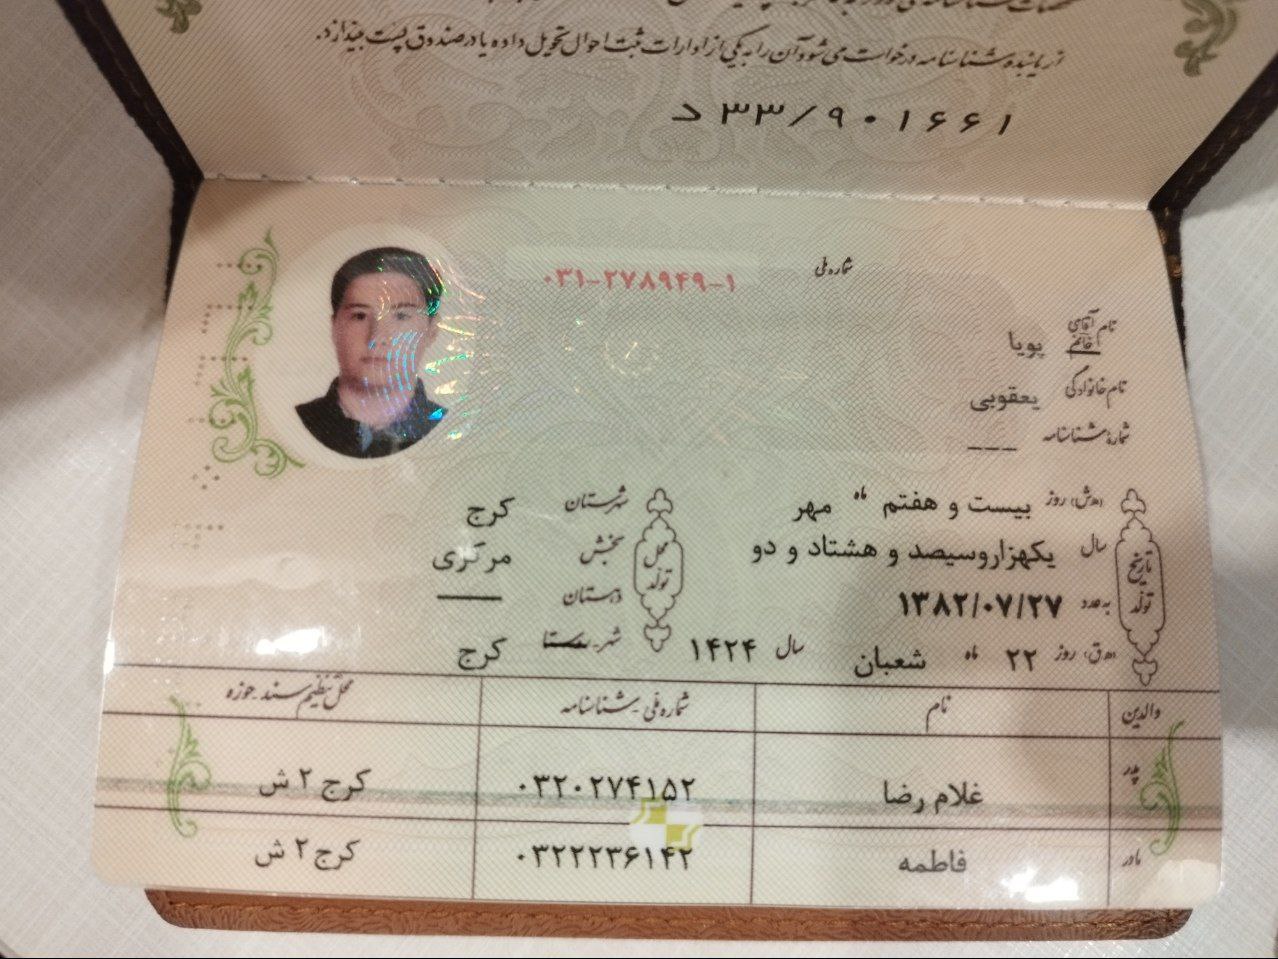 از یابنده شناسنامه درخواست می شود آن را به یکی از ادارات ثبت احوال تحویل داده یا در صندوق پست بیندازد.
د ۳۳/۹۰۱۶۶۱
شماره ملی ۰۳۱-۲۷۸۹۴۹-۱
نام آقای خانم پویا
نام خانوادگی یعقوبی
شماره شناسنامه ---
تاریخ تولد
(ه‍.ش) روز بیست و هفتم ماه مهر
سال یکهزاروسیصد و هشتاد و دو
به عدد ۱۳۸۲/۰۷/۲۷
(ه‍.ق) روز ۲۲ ماه شعبان سال ۱۴۲۴
محل تولد
شهرستان کرج
بخش مرکزی
دهستان ——
شهر - روستا کرج
والدین نام شماره ملی - شناسنامه محل تنظیم سند - حوزه
پدر غلام رضا ۰۳۲۰۲۷۴۱۵۲ کرج ۲ ش
مادر فاطمه ۰۳۲۲۲۳۶۱۴۲ کرج ۲ ش